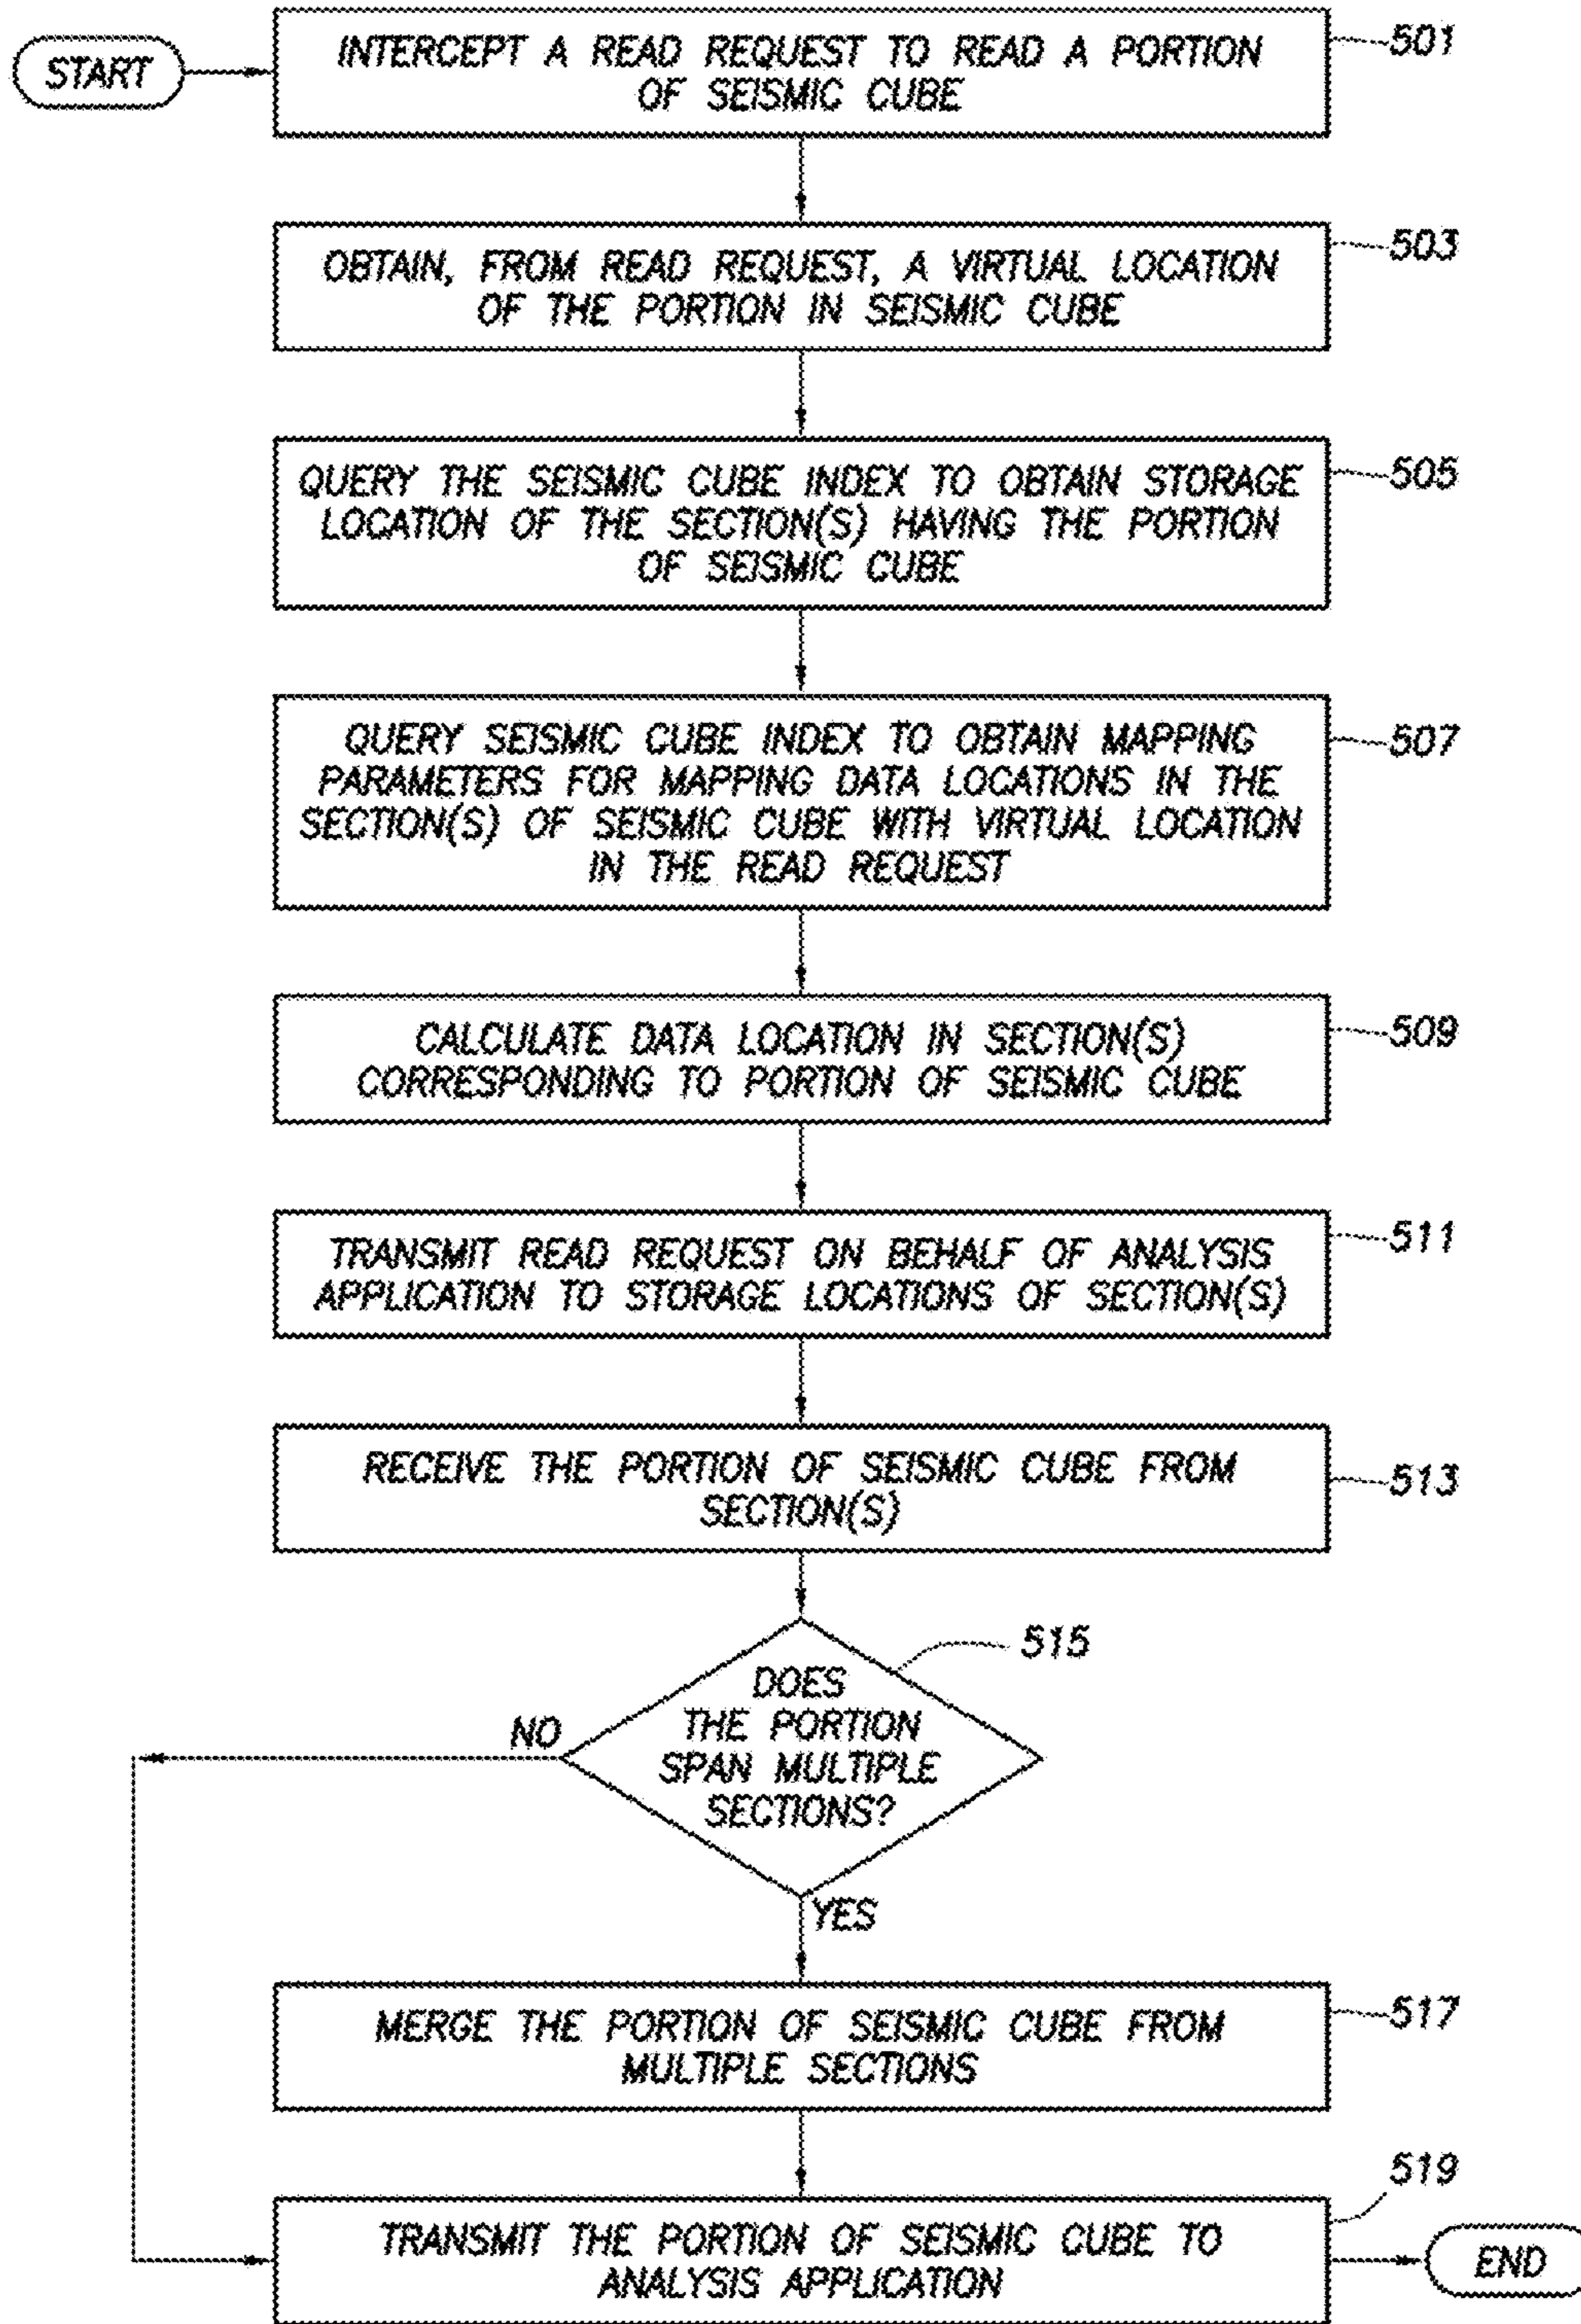 START
INTERCEPT A READ REQUEST TO READ A PORTION
OF SEISMIC CUBE
501
OBTAIN, FROM READ REQUEST, A VIRTUAL LOCATION
OF THE PORTION IN SEISMIC CUBE
503
QUERY THE SEISMIC CUBE INDEX TO OBTAIN STORAGE
LOCATION OF THE SECTION(S) HAVING THE PORTION
OF SEISMIC CUBE
505
QUERY SEISMIC CUBE INDEX TO OBTAIN MAPPING
PARAMETERS FOR MAPPING DATA LOCATIONS IN THE
SECTION(S) OF SEISMIC CUBE WITH VIRTUAL LOCATION
IN THE READ REQUEST
507
CALCULATE DATA LOCATION IN SECTION(S)
CORRESPONDING TO PORTION OF SEISMIC CUBE
509
TRANSMIT READ REQUEST ON BEHALF OF ANALYSIS
APPLICATION TO STORAGE LOCATIONS OF SECTION(S)
511
RECEIVE THE PORTION OF SEISMIC CUBE FROM
SECTION(S)
513
DOES
THE PORTION
SPAN MULTIPLE
SECTIONS?
515
NO
YES
MERGE THE PORTION OF SEISMIC CUBE FROM
MULTIPLE SECTIONS
517
TRANSMIT THE PORTION OF SEISMIC CUBE TO
ANALYSIS APPLICATION
519
END